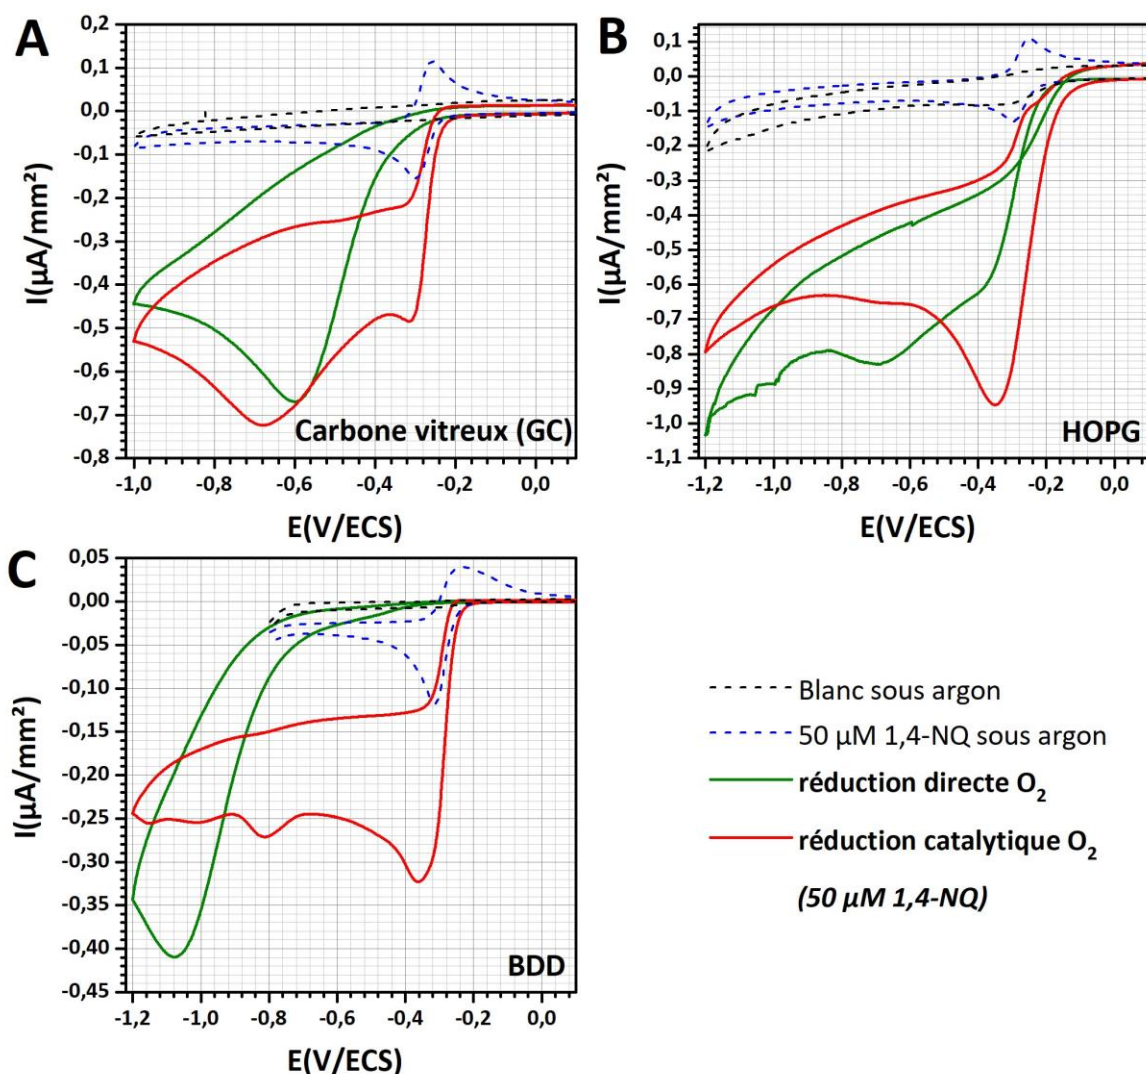 A
0,2
0,1
0,0
-0,1
-0,2
-0,3
-0,4
-0,5
-0,6
-0,7
-0,8
I(µA/mm²)
Carbone vitreux (GC)
-1,0 -0,8 -0,6 -0,4 -0,2 0,0
E(V/ECS)
B
0,1
0,0
-0,1
-0,2
-0,3
-0,4
-0,5
-0,6
-0,7
-0,8
-0,9
-1,0
-1,1
I(µA/mm²)
HOPG
-1,2 -1,0 -0,8 -0,6 -0,4 -0,2 0,0
E(V/ECS)
C
0,05
0,00
-0,05
-0,10
-0,15
-0,20
-0,25
-0,30
-0,35
-0,40
-0,45
I(µA/mm²)
BDD
-1,2 -1,0 -0,8 -0,6 -0,4 -0,2 0,0
E(V/ECS)
Blanc sous argon
50 µM 1,4-NQ sous argon
réduction directe O₂
réduction catalytique O₂
(50 µM 1,4-NQ)